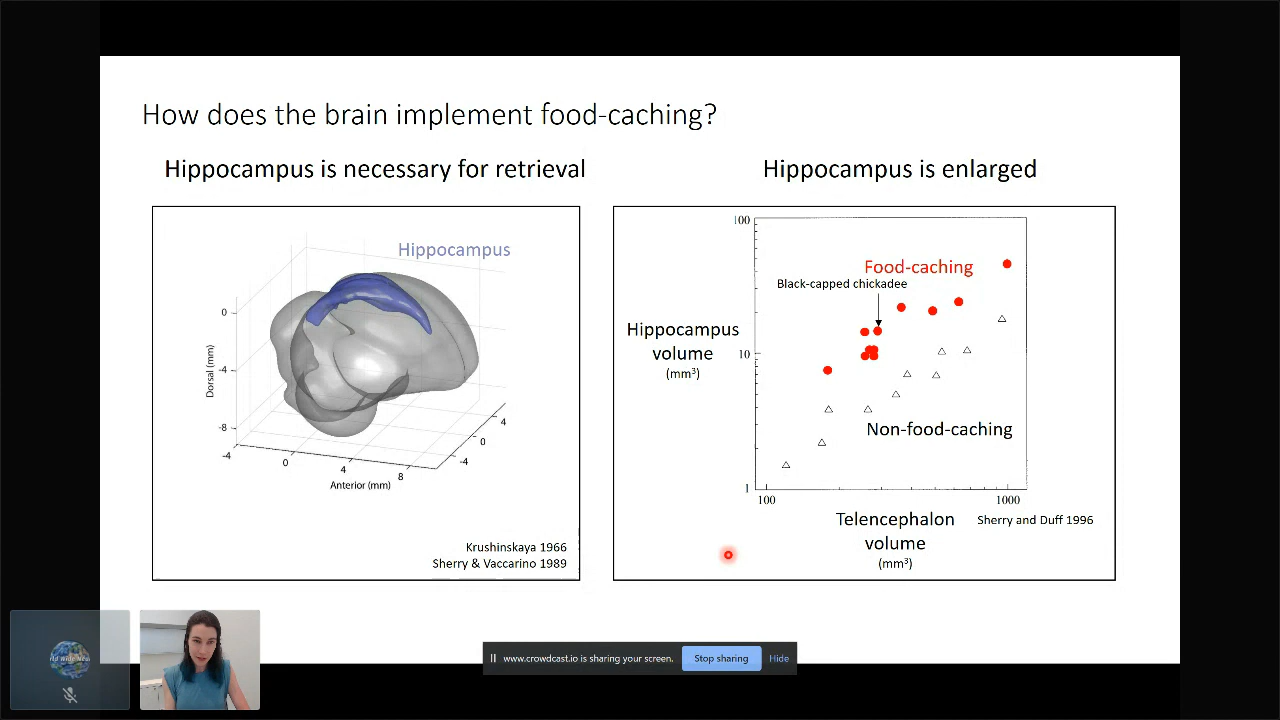 How does the brain implement food-caching?
Hippocampus is necessary for retrieval
Hippocampus
0
-4
-8
Dorsal (mm)
-4
0
4
8
Anterior (mm)
4
0
-4
Krushinskaya 1966
Sherry & Vaccarino 1989
Hippocampus is enlarged
100
10
1
Food-caching
Black-capped chickadee
Hippocampus
volume
(mm³)
Non-food-caching
100
1000
Telencephalon
volume
(mm³)
Sherry and Duff 1996
www.crowdcast.io is sharing your screen.
Stop sharing
Hide